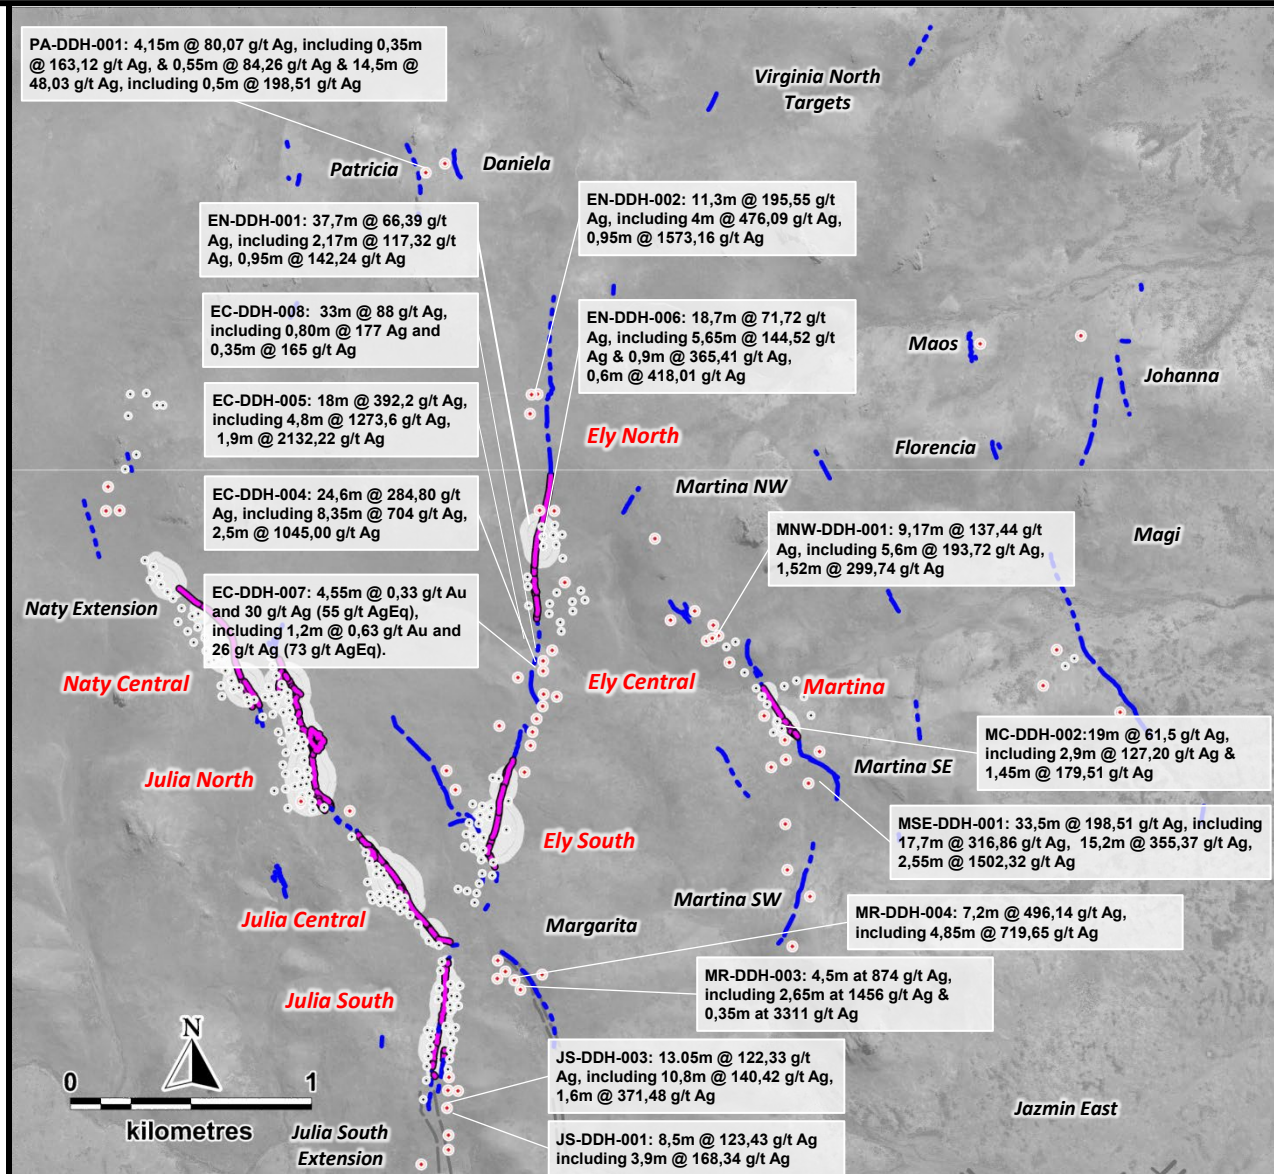 PA-DDH-001: 4,15m @ 80,07 g/t Ag, including 0,35m
@ 163,12 g/t Ag, & 0,55m @ 84,26 g/t Ag & 14,5m @
48,03 g/t Ag, including 0,5m @ 198,51 g/t Ag
Virginia North
Targets
Patricia
Daniela
EN-DDH-001: 37,7m @ 66,39 g/t
Ag, including 2,17m @ 117,32 g/t
Ag, 0,95m @ 142,24 g/t Ag
EN-DDH-002: 11,3m @ 195,55 g/t
Ag, including 4m @ 476,09 g/t Ag,
0,95m @ 1573,16 g/t Ag
EC-DDH-008: 33m @ 88 g/t Ag,
including 0,80m @ 177 Ag and
0,35m @ 165 g/t Ag
EN-DDH-006: 18,7m @ 71,72 g/t
Ag, including 5,65m @ 144,52 g/t
Ag & 0,9m @ 365,41 g/t Ag,
0,6m @ 418,01 g/t Ag
Maos
Johanna
EC-DDH-005: 18m @ 392,2 g/t Ag,
including 4,8m @ 1273,6 g/t Ag,
1,9m @ 2132,22 g/t Ag
Ely North
Florencia
Martina NW
EC-DDH-004: 24,6m @ 284,80 g/t
Ag, including 8,35m @ 704 g/t Ag,
2,5m @ 1045,00 g/t Ag
MNW-DDH-001: 9,17m @ 137,44 g/t
Ag, including 5,6m @ 193,72 g/t Ag,
1,52m @ 299,74 g/t Ag
Magi
Naty Extension
EC-DDH-007: 4,55m @ 0,33 g/t Au
and 30 g/t Ag (55 g/t AgEq),
including 1,2m @ 0,63 g/t Au and
26 g/t Ag (73 g/t AgEq).
Naty Central
Ely Central
Martina
MC-DDH-002:19m @ 61,5 g/t Ag,
including 2,9m @ 127,20 g/t Ag &
1,45m @ 179,51 g/t Ag
Julia North
Martina SE
MSE-DDH-001: 33,5m @ 198,51 g/t Ag, including
17,7m @ 316,86 g/t Ag, 15,2m @ 355,37 g/t Ag,
2,55m @ 1502,32 g/t Ag
Ely South
Julia Central
Martina SW
Margarita
MR-DDH-004: 7,2m @ 496,14 g/t Ag,
including 4,85m @ 719,65 g/t Ag
Julia South
MR-DDH-003: 4,5m at 874 g/t Ag,
including 2,65m at 1456 g/t Ag &
0,35m at 3311 g/t Ag
N
0 1
kilometres
JS-DDH-003: 13.05m @ 122,33 g/t
Ag, including 10,8m @ 140,42 g/t Ag,
1,6m @ 371,48 g/t Ag
Jazmin East
Julia South
Extension
JS-DDH-001: 8,5m @ 123,43 g/t Ag
including 3,9m @ 168,34 g/t Ag